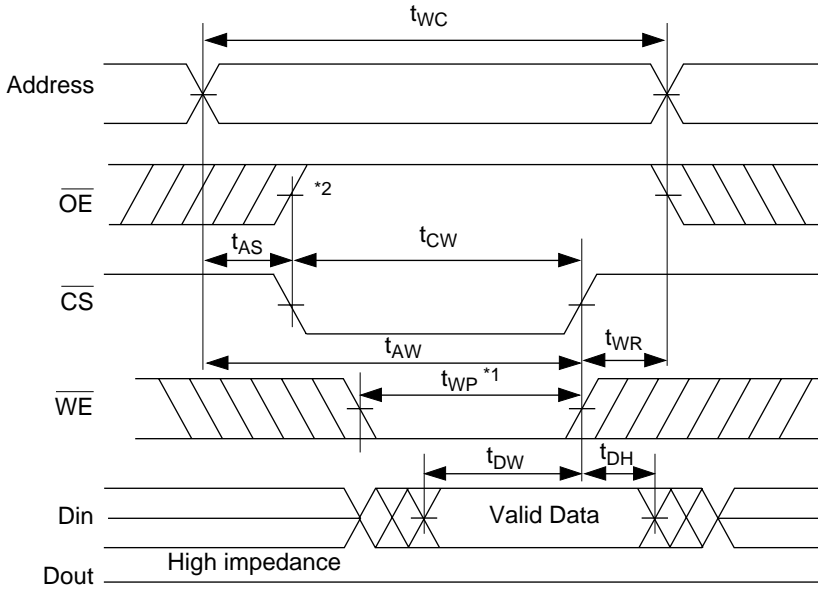 tWC
Address
OE
*2
tAS
tCW
CS
tAW
tWR
tWP *1
WE
tDW
tDH
Din
Valid Data
High impedance
Dout